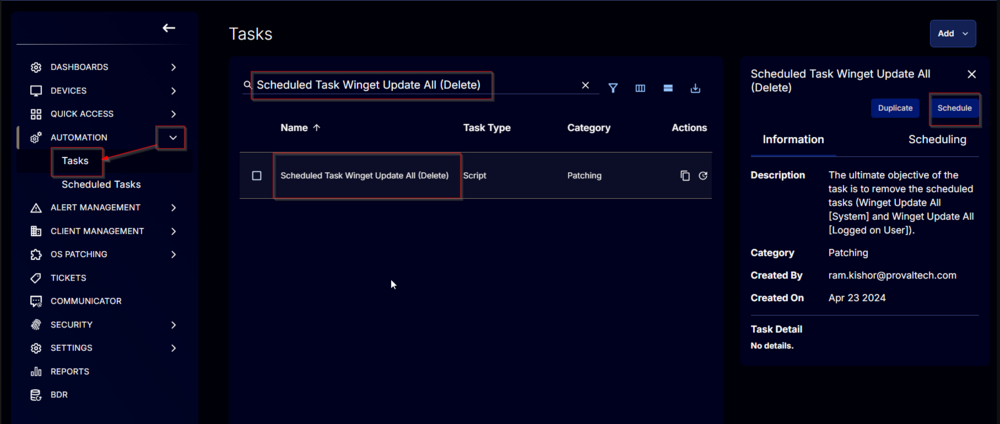 DASHBOARDS
DEVICES
QUICK ACCESS
AUTOMATION
Tasks
Scheduled Tasks
ALERT MANAGEMENT
CLIENT MANAGEMENT
OS PATCHING
TICKETS
COMMUNICATOR
SECURITY
SETTINGS
REPORTS
BDR
Tasks
Add
Scheduled Task Winget Update All (Delete)
Name Task Type Category Actions
Scheduled Task Winget Update All (Delete) Script Patching
Scheduled Task Winget Update All
(Delete)
Duplicate Schedule
Information Scheduling
Description The ultimate objective of the
task is to remove the scheduled
tasks (Winget Update All
[System] and Winget Update All
[Logged on User]).
Category Patching
Created By ram.kishor@provaltech.com
Created On Apr 23 2024
Task Detail
No details.